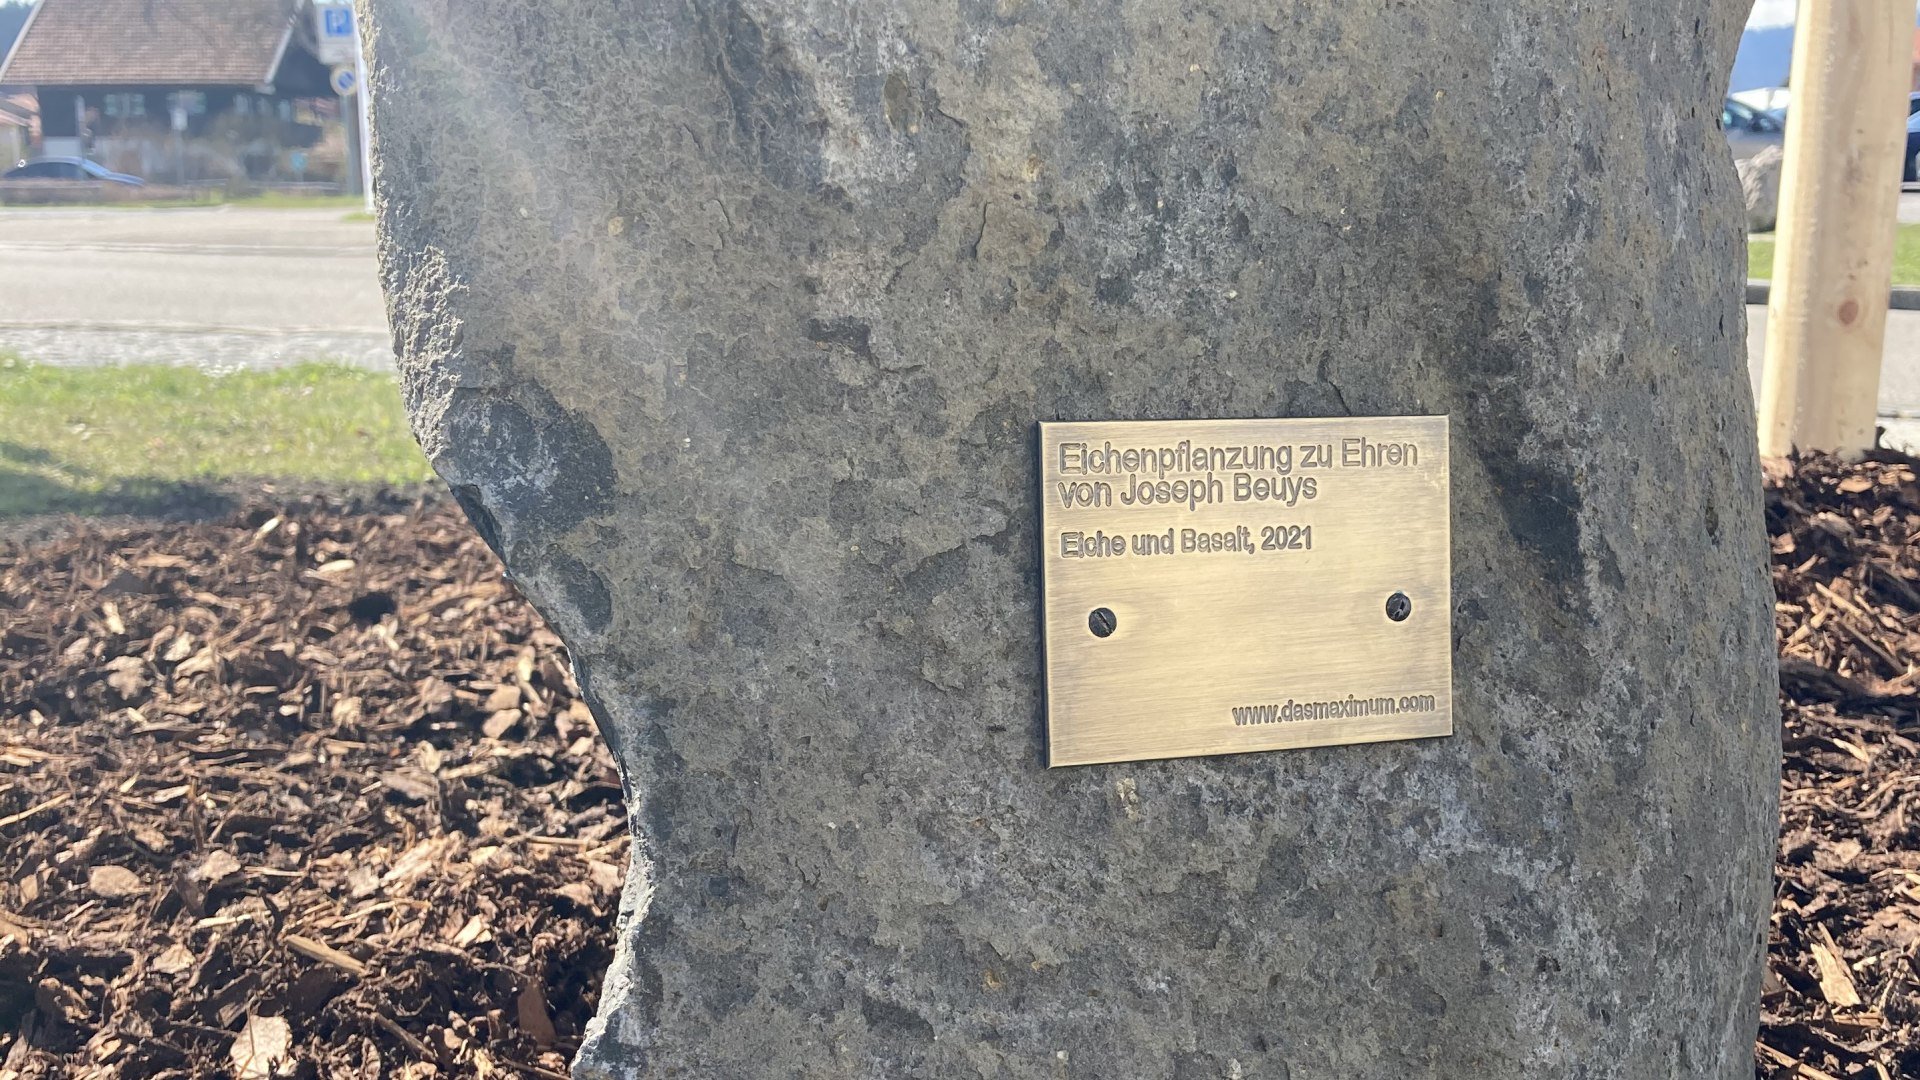 P
Eichenpflanzung zu Ehren
von Joseph Beuys
Eiche und Basalt, 2021
www.dasmaximum.com